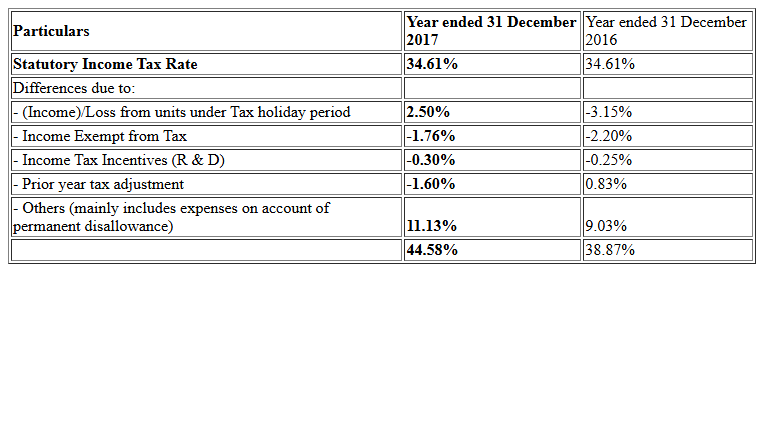 Particulars
Year ended 31 December
2017
Year ended 31 December
2016
Statutory Income Tax Rate 34.61% 34.61%
Differences due to:
- (Income)/Loss from units under Tax holiday period 2.50% -3.15%
- Income Exempt from Tax -1.76% -2.20%
- Income Tax Incentives (R & D) -0.30% -0.25%
- Prior year tax adjustment -1.60% 0.83%
- Others (mainly includes expenses on account of
permanent disallowance) 11.13% 9.03%
44.58% 38.87%